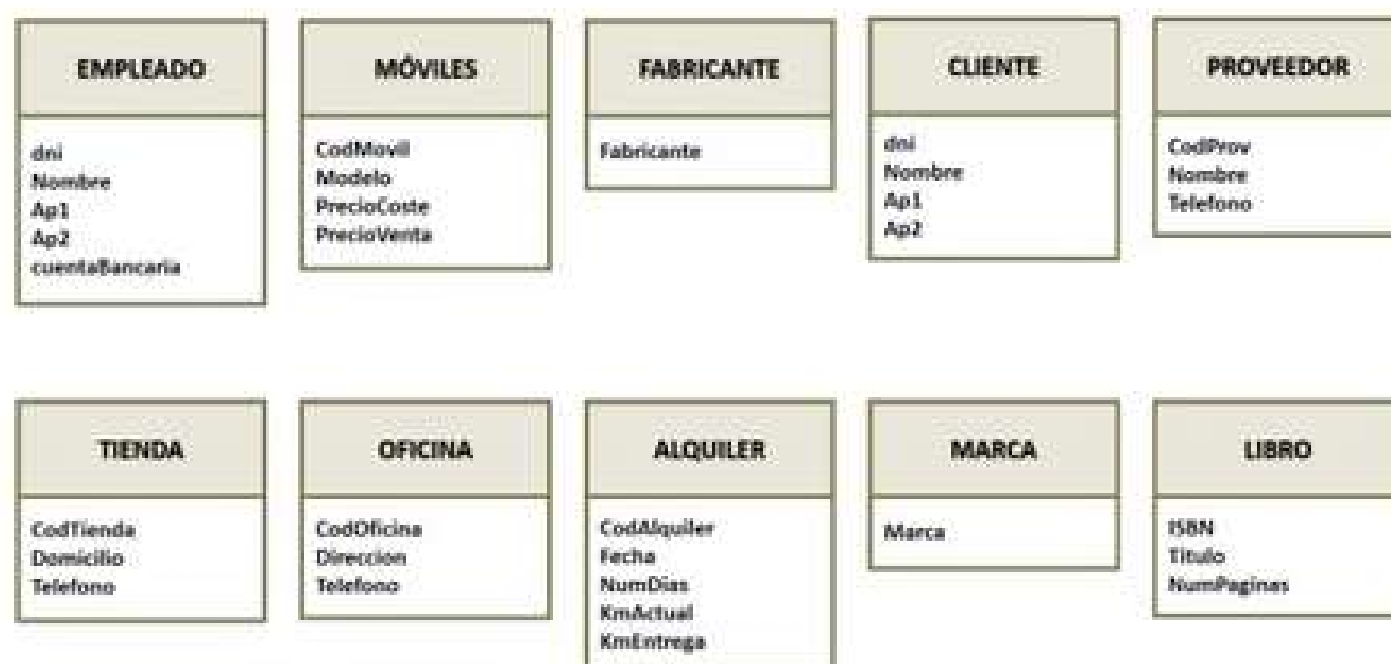 EMPLEADO
dni
Nombre
Ap1
Ap2
cuentaBancaria
MÓVILES
CodMovil
Modelo
PrecioCoste
PrecioVenta
FABRICANTE
Fabricante
CLIENTE
dni
Nombre
Ap1
Ap2
PROVEEDOR
CodProv
Nombre
Telefono
TIENDA
CodTienda
Domicilio
Telefono
OFICINA
CodOficina
Direccion
Telefono
ALQUILER
CodAlquiler
Fecha
NumDias
KmActual
KmEntrega
MARCA
Marca
LIBRO
ISBN
Titulo
NumPaginas